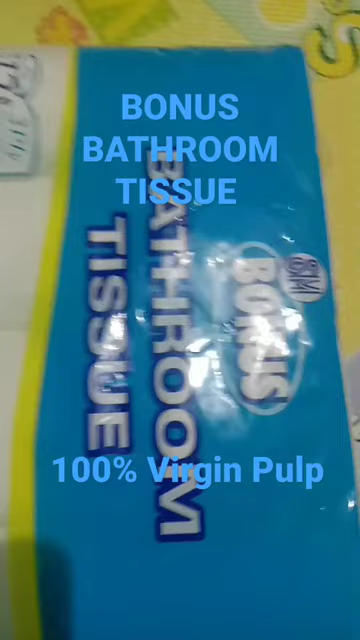 BONUS
BATHROOM
TISSUE
SM
BONUS
BATHROOM
TISSUE
100% Virgin Pulp